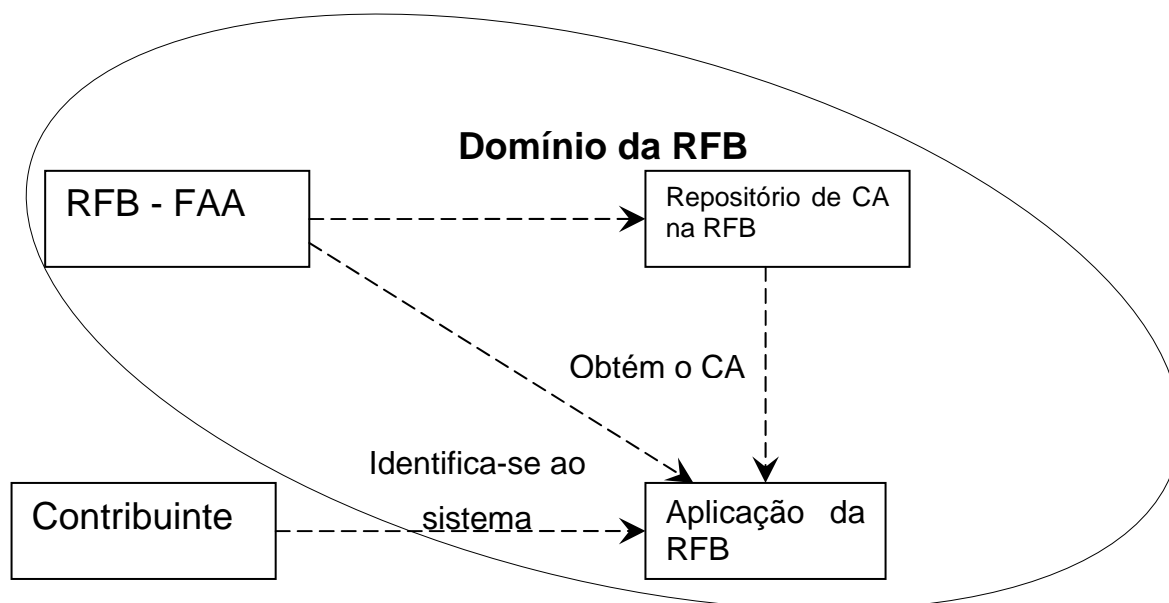 Domínio da RFB
RFB - FAA
Repositório de CA
na RFB
Obtém o CA
Identifica-se ao
sistema
Contribuinte
Aplicação da
RFB